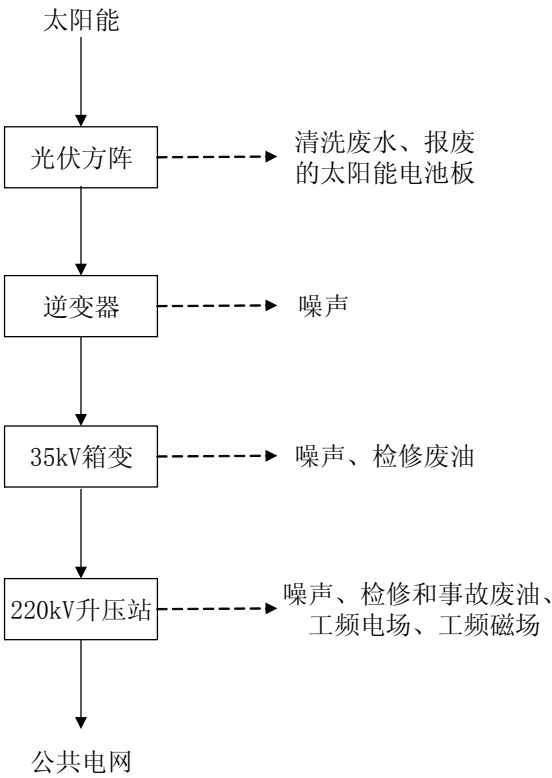 太阳能
光伏方阵
清洗废水、报废
的太阳能电池板
逆变器
噪声
35kV箱变
噪声、检修废油
220kV升压站
噪声、检修和事故废油、
工频电场、工频磁场
公共电网